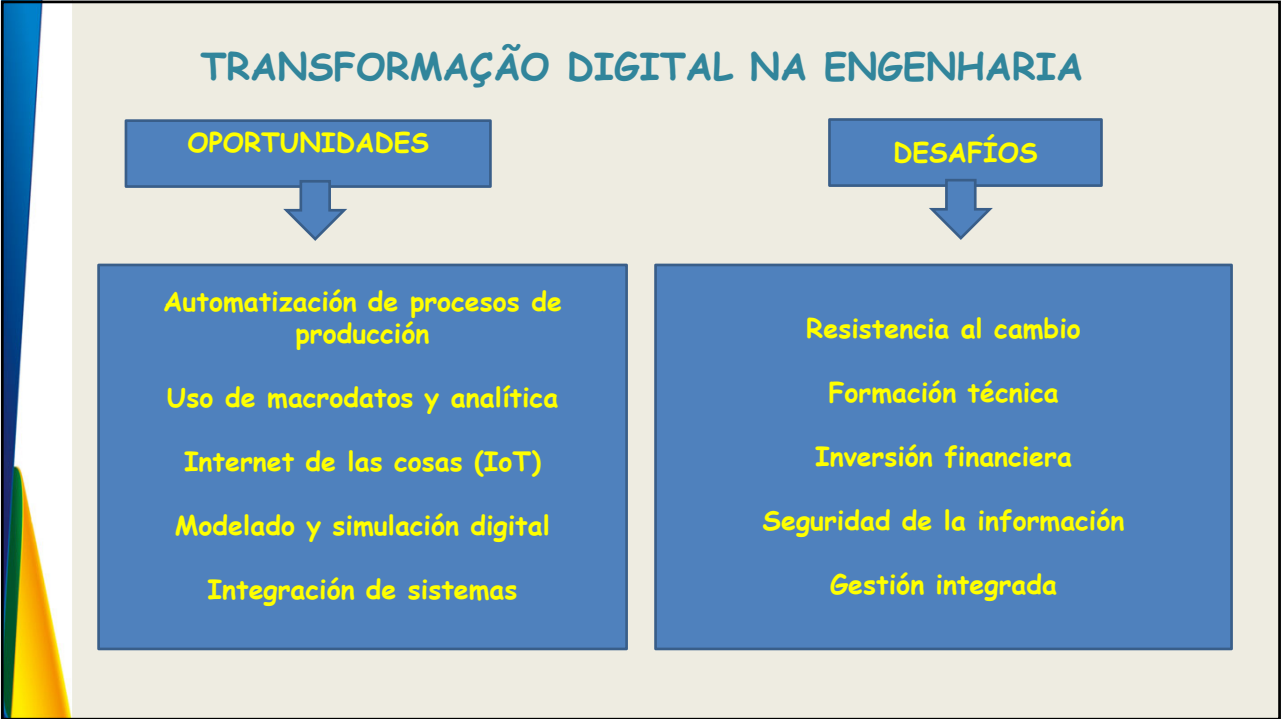 TRANSFORMAÇÃO DIGITAL NA ENGENHARIA
OPORTUNIDADES
Automatización de procesos de
producción
Uso de macrodatos y analítica
Internet de las cosas (IoT)
Modelado y simulación digital
Integración de sistemas
DESAFÍOS
Resistencia al cambio
Formación técnica
Inversión financiera
Seguridad de la información
Gestión integrada